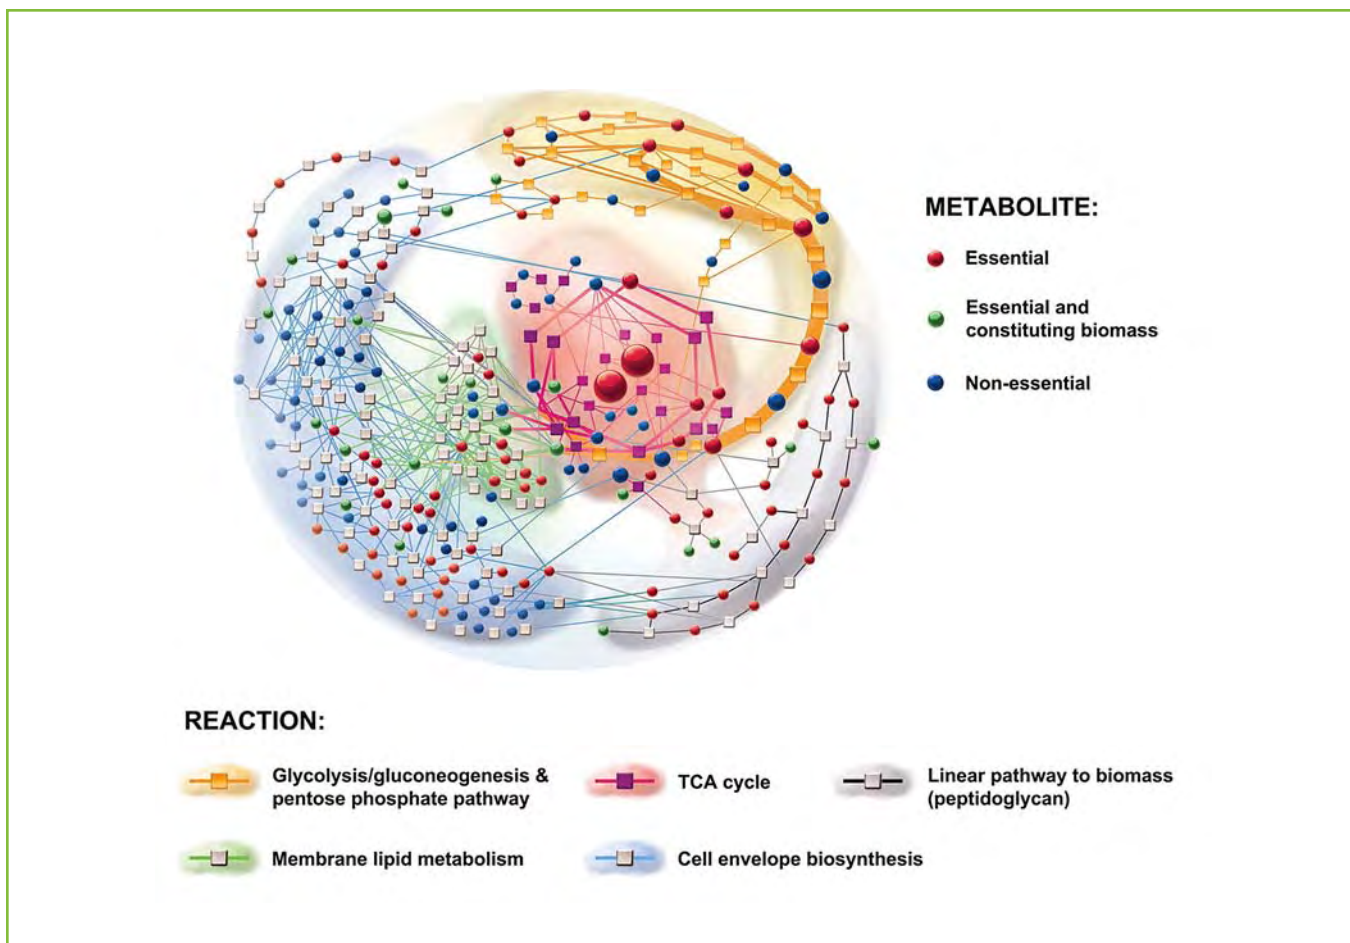 METABOLITE:
Essential
Essential and
constituting biomass
Non-essential
REACTION:
Glycolysis/gluconeogenesis &
pentose phosphate pathway
TCA cycle
Linear pathway to biomass
(peptidoglycan)
Membrane lipid metabolism
Cell envelope biosynthesis